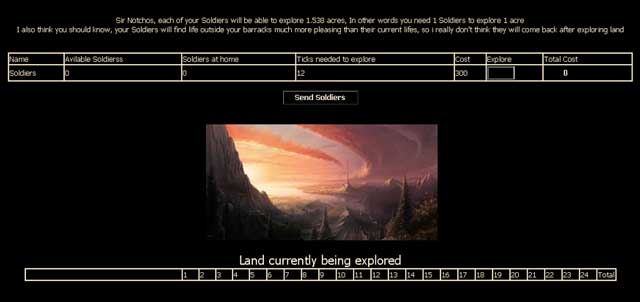 Sir Notchos, each of your Soldiers will be able to explore 1.538 acres, In other words you need 1 Soldiers to explore 1 acre
I also think you should know, your Soldiers will find life outside your barracks much more pleasing than their current lifes, so i really don't think they will come back after exploring land
Name Avilable Soldierss Soldiers at home Ticks needed to explore Cost Explore Total Cost
Soldiers 0 0 12 300 0
Send Soldiers
Land currently being explored
1 2 3 4 5 6 7 8 9 10 11 12 13 14 15 16 17 18 19 20 21 22 23 24 Total